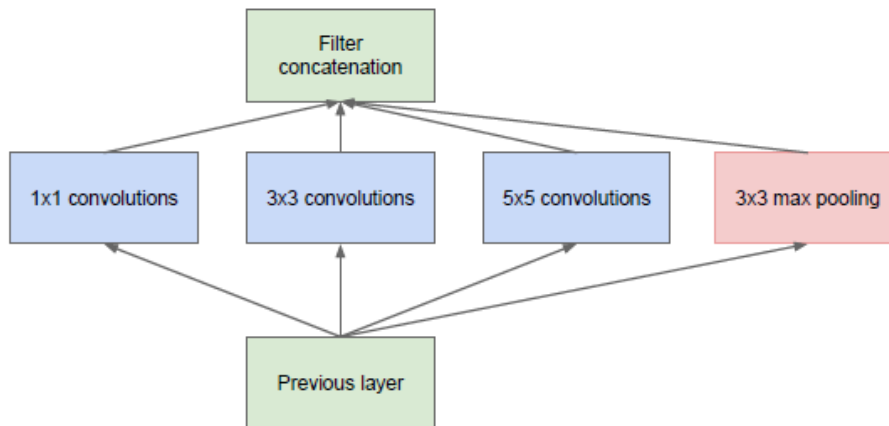 Filter
concatenation
1x1 convolutions
3x3 convolutions
5x5 convolutions
3x3 max pooling
Previous layer